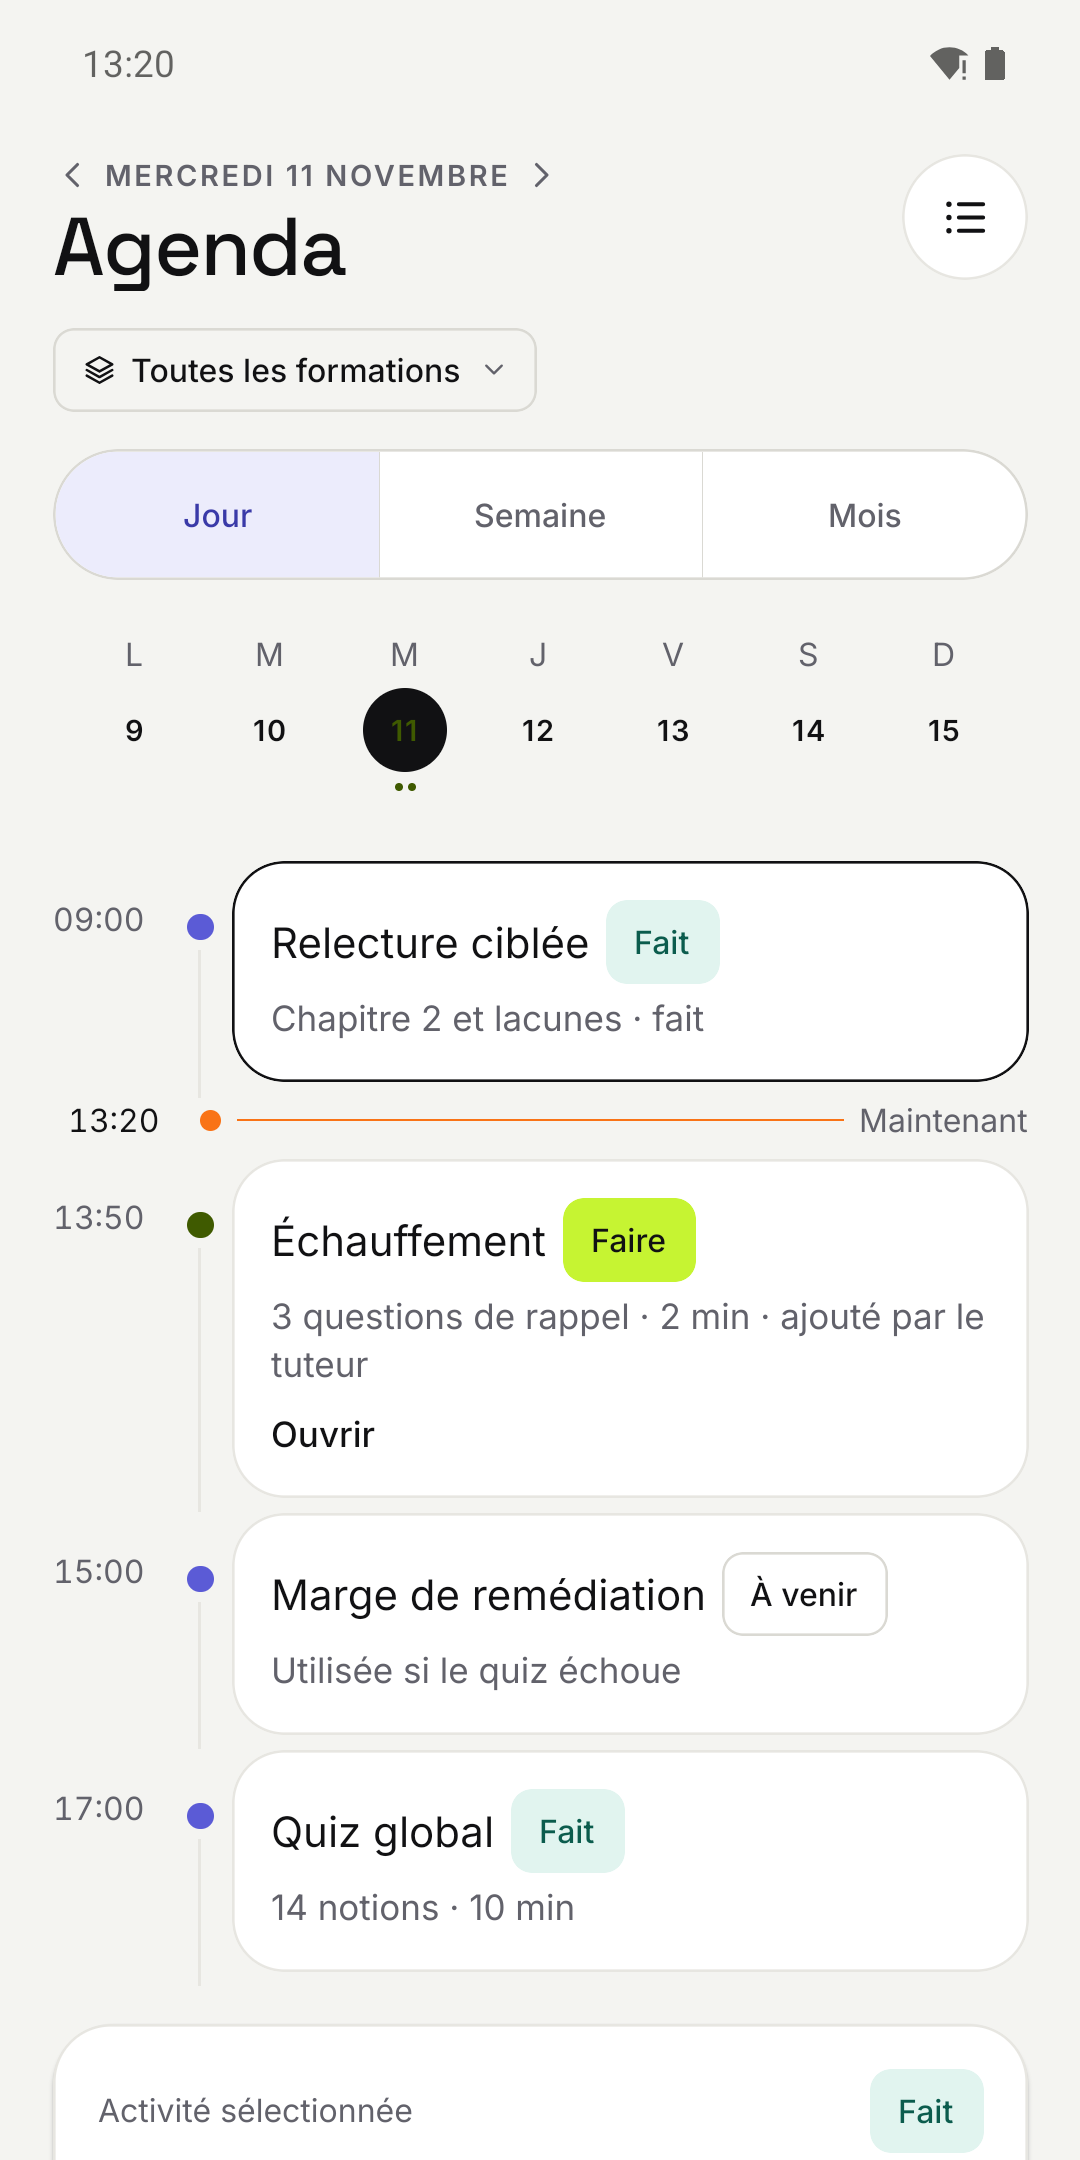 13:20
MERCREDI 11 NOVEMBRE
Agenda
Toutes les formations
Jour Semaine Mois
L M M J V S D
9 10 11 12 13 14 15
09:00
Relecture ciblée Fait
Chapitre 2 et lacunes · fait
13:20 Maintenant
13:50
Échauffement Faire
3 questions de rappel · 2 min · ajouté par le
tuteur
Ouvrir
15:00
Marge de remédiation À venir
Utilisée si le quiz échoue
17:00
Quiz global Fait
14 notions · 10 min
Activité sélectionnée Fait